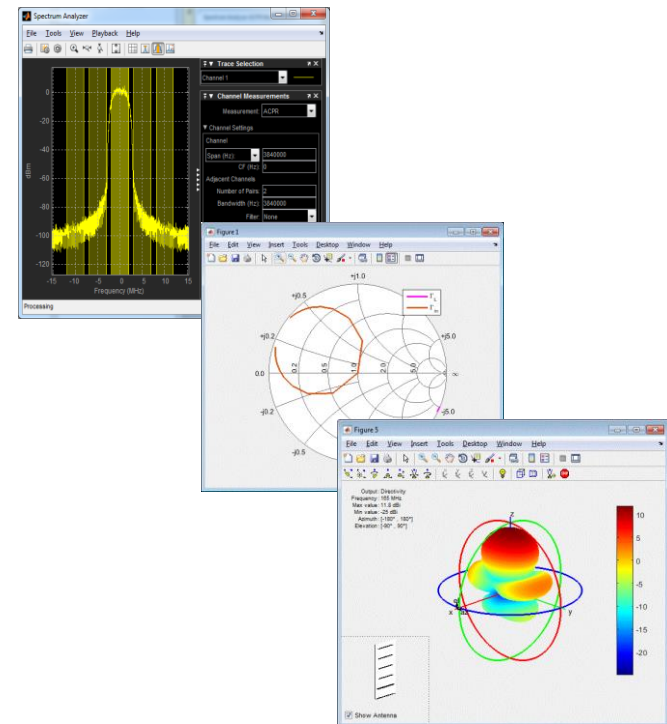 Spectrum Analyzer
File Tools View Playback Help
Trace Selection
Channel 1
Channel Measurements
Measurement: ACPR
Channel Settings
Channel
Span (Hz): 3840000
CF (Hz): 0
Adjacent Channels
Number of Pairs: 2
Bandwidth (Hz): 3840000
Filter: None
dBm
0
-20
-40
-60
-80
-100
-120
-15 -10 -5 0 5 10 15
Frequency (MHz)
Processing
Figure 1
File Edit View Insert Tools Desktop Window Help
+j1.0
+j0.5
+j0.2
0.0
-j0.2
-j0.5
+j5.0
∞
-j5.0
0.2 0.5 1.0 2.0 5.0
Γ L
Γ in
Figure 5
File Edit View Insert Tools Desktop Window Help
Output: Directivity
Frequency: 165 MHz
Max value: 11.8 dBi
Min value: -25 dBi
Azimuth: [-180° , 180°]
Elevation: [-90° , 90°]
z
x
y
az
10
5
0
-5
-10
-15
-20
Show Antenna